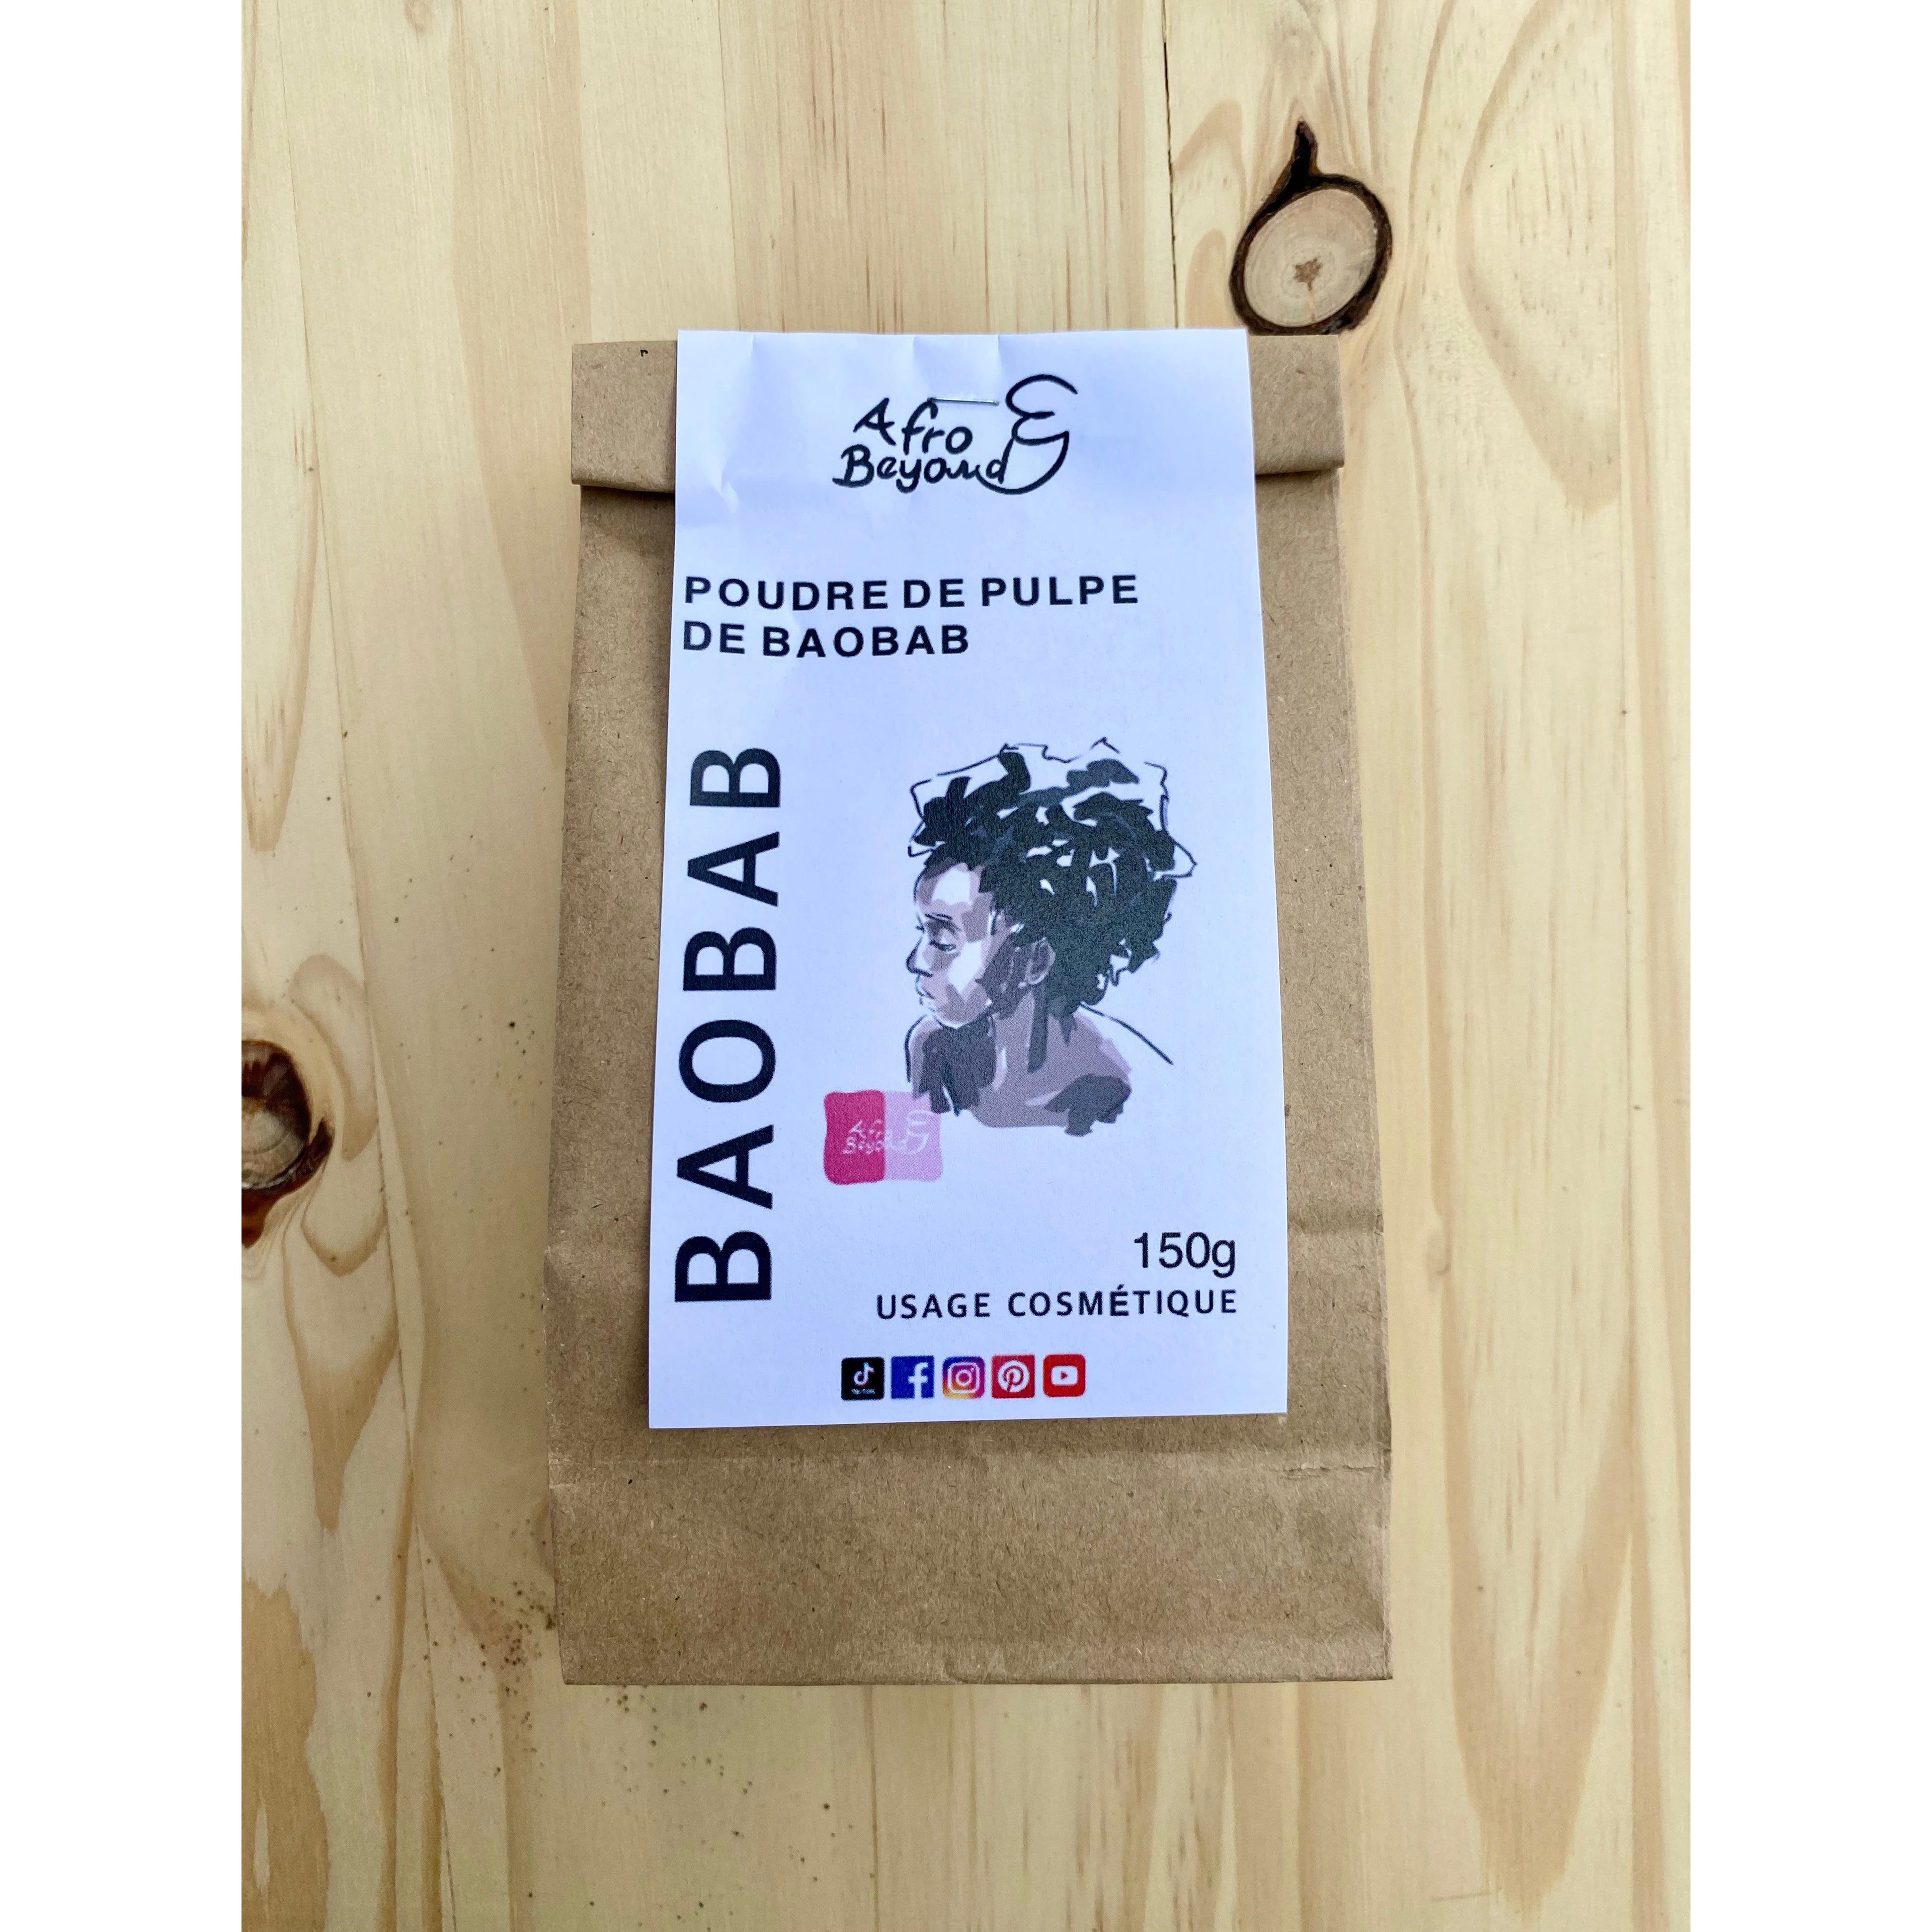 Afro
Beyond
POUDRE DE PULPE
DE BAOBAB
BAOBAB
Afro
Beyond
150g
USAGE COSMÉTIQUE